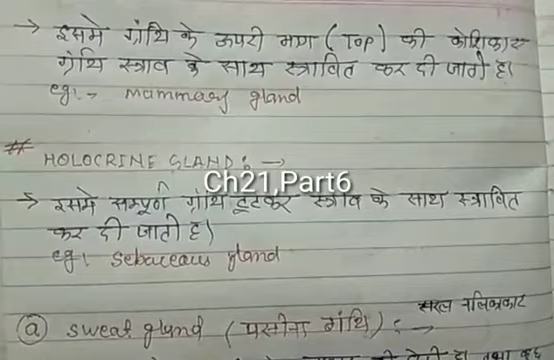 → इसमे ग्रंथि के ऊपरी भाग (Top) की कोशिकाए
ग्रंथि स्त्राव के साथ स्त्रावित कर दी जाती है।
eg:- mammary gland
# HOLOCRINE GLAND: →
Ch21,Part6
→ इसमे सम्पूर्ण ग्रंथि टूटकर स्त्राव के साथ स्त्रावित
कर दी जाती है)
eg: sebaceous gland
सरल नलिकाकार
(a) sweat gland (पसीना ग्रंथि): →